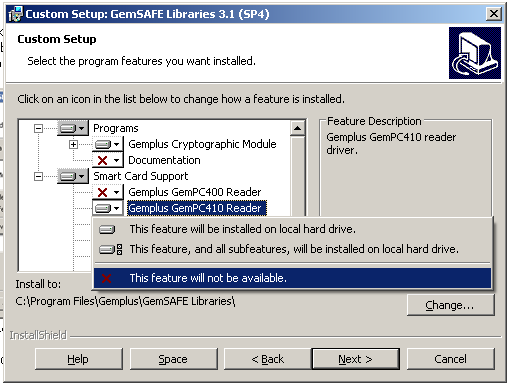 Custom Setup: GemSAFE Libraries 3.1 (SP4)
Custom Setup
Select the program features you want installed.
Click on an icon in the list below to change how a feature is installed.
Programs
Gemplus Cryptographic Module
Documentation
Smart Card Support
Gemplus GemPC400 Reader
Gemplus GemPC410 Reader
Feature Description
Gemplus GemPC410 reader
driver.
This feature will be installed on local hard drive.
This feature, and all subfeatures, will be installed on local hard drive.
This feature will not be available.
Install to:
C:\Program Files\Gemplus\GemSAFE Libraries\
Change...
InstallShield
Help
Space
< Back
Next >
Cancel